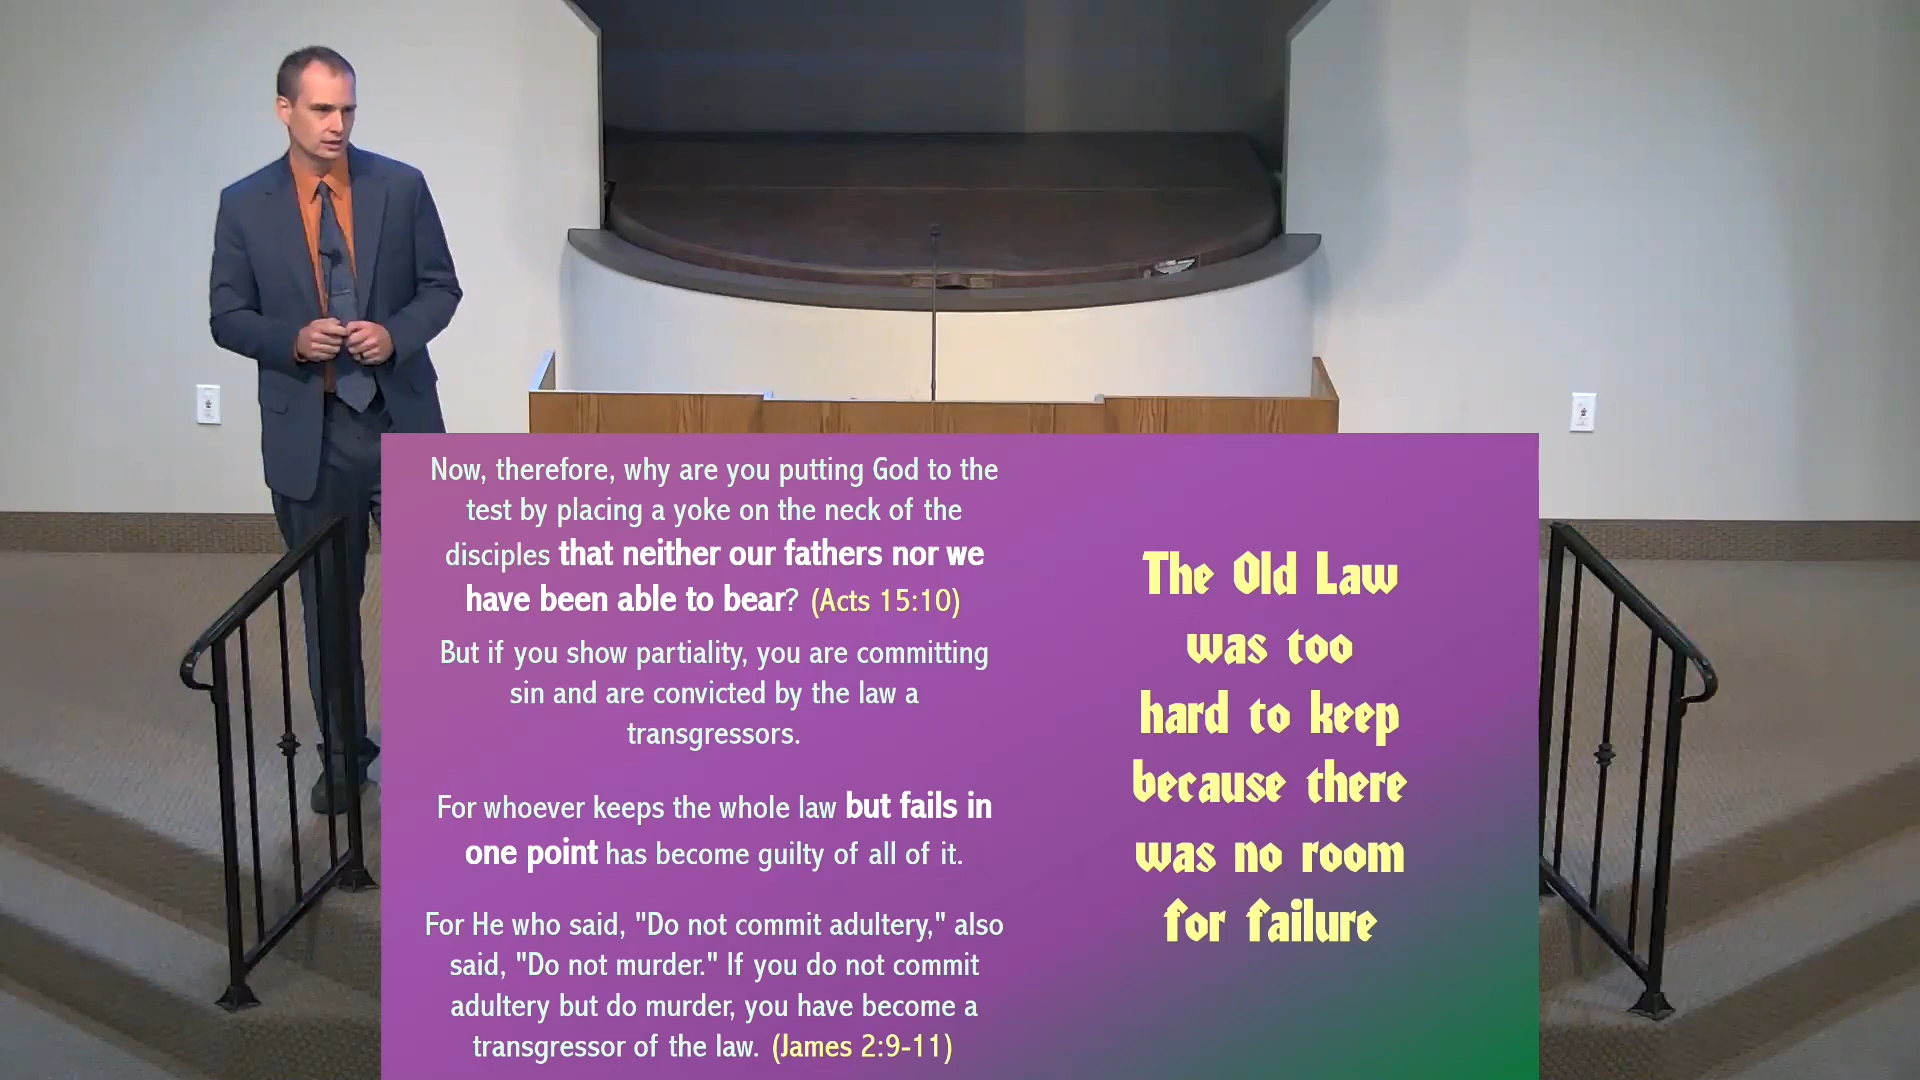 Now, therefore, why are you putting God to the
test by placing a yoke on the neck of the
disciples that neither our fathers nor we
have been able to bear? (Acts 15:10)
But if you show partiality, you are committing
sin and are convicted by the law a
transgressors.
For whoever keeps the whole law but fails in
one point has become guilty of all of it.
For He who said, "Do not commit adultery," also
said, "Do not murder." If you do not commit
adultery but do murder, you have become a
transgressor of the law. (James 2:9-11)
The Old Law
was too
hard to keep
because there
was no room
for failure